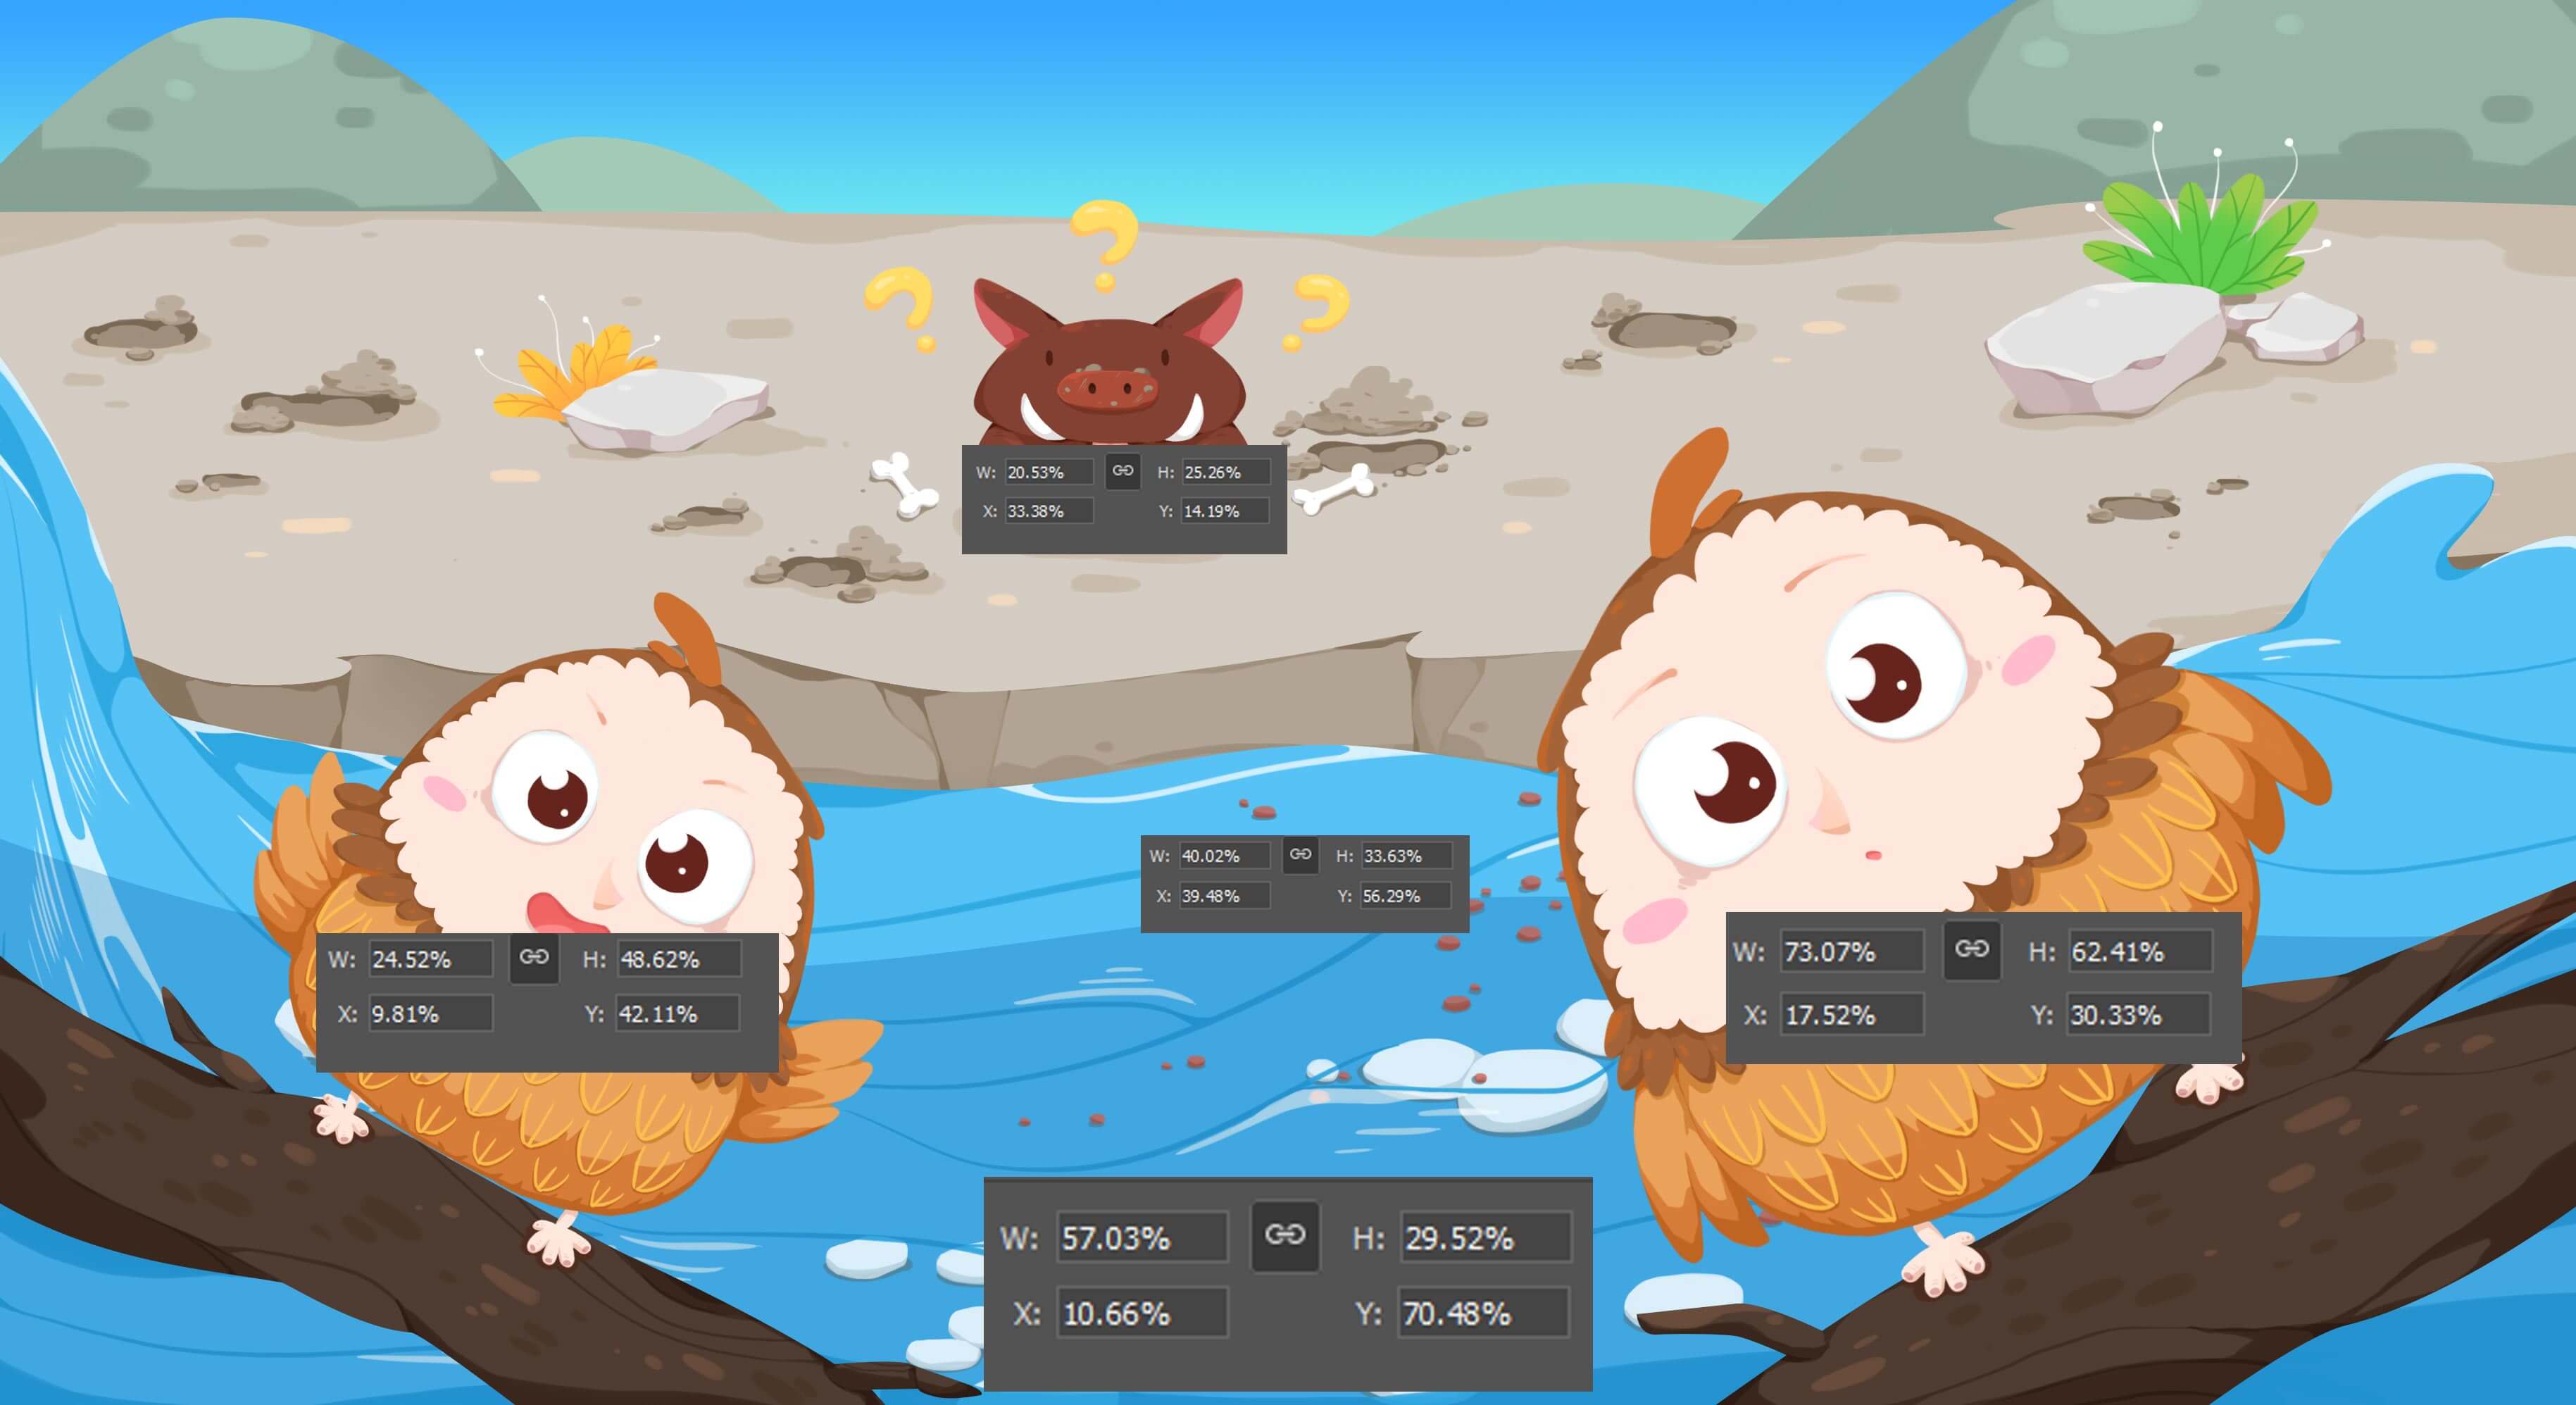 ?
?
?
W: 20.53% H: 25.26%
X: 33.38% Y: 14.19%
W: 40.02% H: 33.63%
X: 39.48% Y: 56.29%
W: 24.52% H: 48.62%
X: 9.81% Y: 42.11%
W: 73.07% H: 62.41%
X: 17.52% Y: 30.33%
W: 57.03% H: 29.52%
X: 10.66% Y: 70.48%